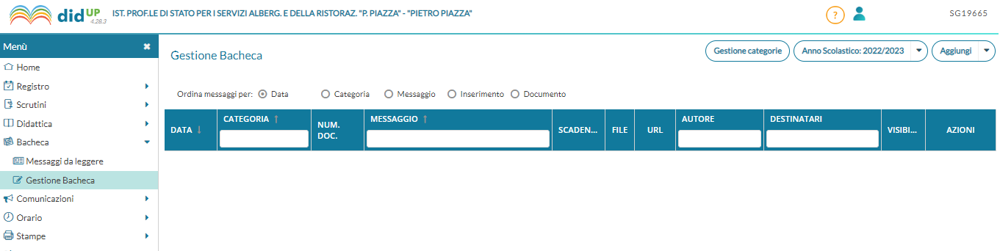 didUP 4.28.3
IST. PROF.LE DI STATO PER I SERVIZI ALBERG. E DELLA RISTORAZ. "P. PIAZZA" - "PIETRO PIAZZA"
?
SG19665
Menù
Home
Registro
Scrutini
Didattica
Bacheca
Messaggi da leggere
Gestione Bacheca
Comunicazioni
Orario
Stampe
Gestione Bacheca
Gestione categorie
Anno Scolastico: 2022/2023
Aggiungi
Ordina messaggi per: Data Categoria Messaggio Inserimento Documento
DATA CATEGORIA NUM. DOC. MESSAGGIO SCADEN... FILE URL AUTORE DESTINATARI VISIBI... AZIONI